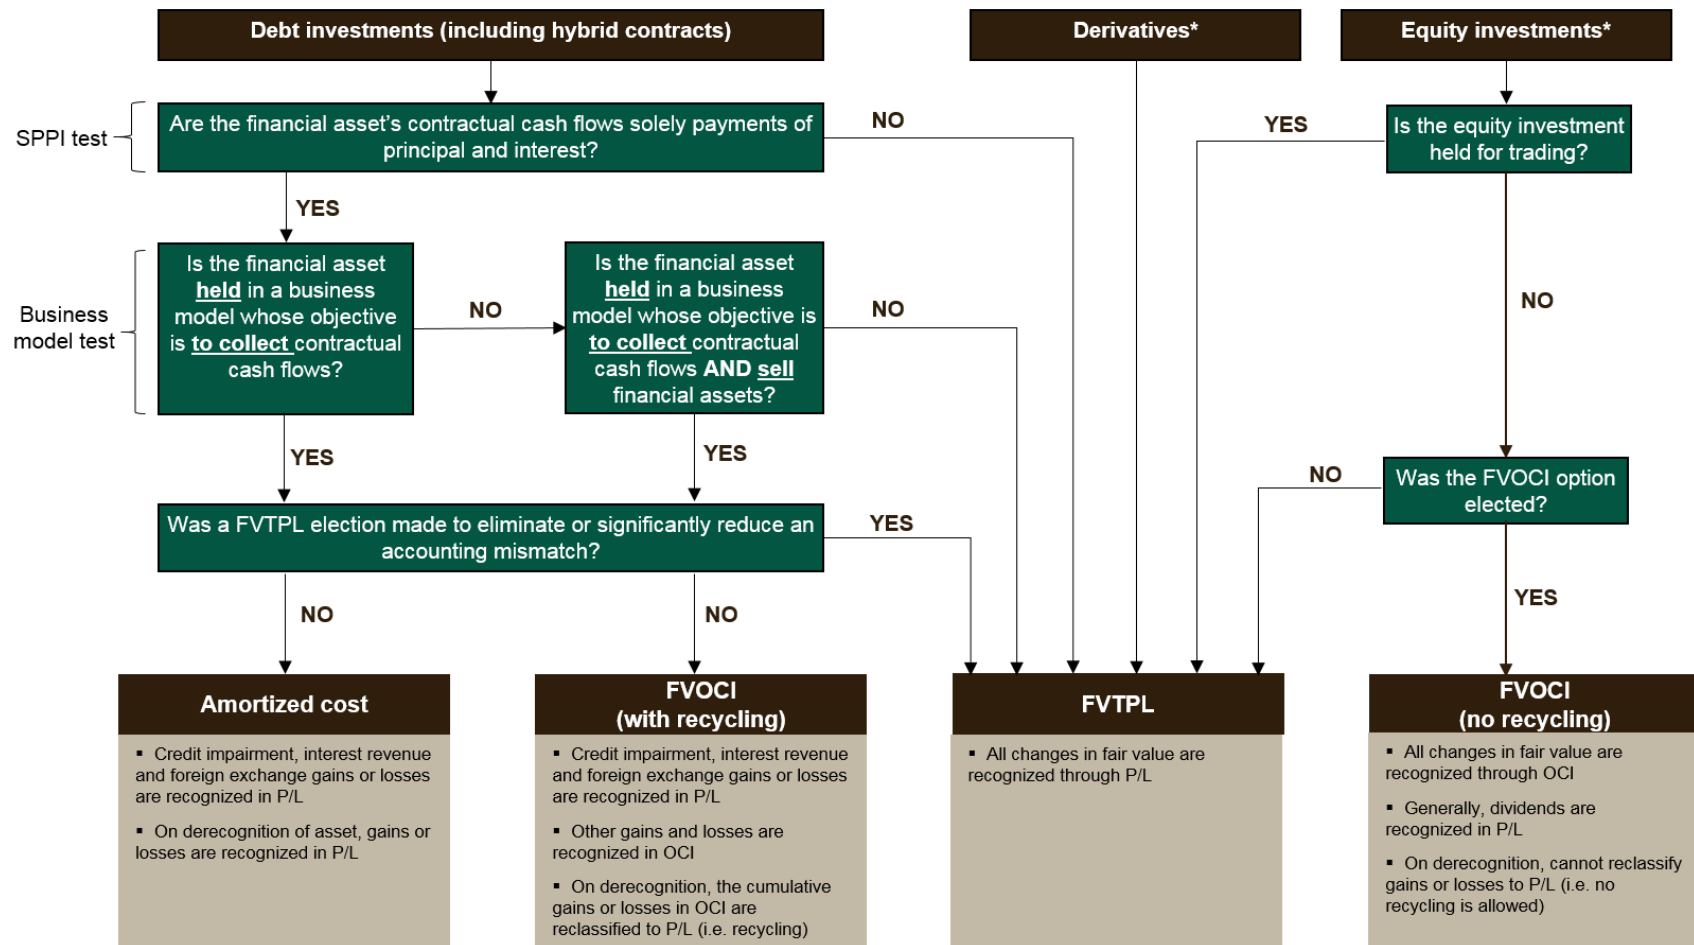 Debt investments (including hybrid contracts)
Derivatives*
Equity investments*
SPPI test
Are the financial asset's contractual cash flows solely payments of
principal and interest?
NO
YES
Is the equity investment
held for trading?
YES
NO
Business
model test
Is the financial asset
held in a business
model whose objective
is to collect contractual
cash flows?
NO
Is the financial asset
held in a business
model whose objective is
to collect contractual
cash flows AND sell
financial assets?
NO
YES
YES
NO
Was the FVOCI option
elected?
Was a FVTPL election made to eliminate or significantly reduce an
accounting mismatch?
YES
NO
NO
YES
Amortized cost
▪ Credit impairment, interest revenue
and foreign exchange gains or losses
are recognized in P/L
▪ On derecognition of asset, gains or
losses are recognized in P/L
FVOCI
(with recycling)
▪ Credit impairment, interest revenue
and foreign exchange gains or losses
are recognized in P/L
▪ Other gains and losses are
recognized in OCI
▪ On derecognition, the cumulative
gains or losses in OCI are
reclassified to P/L (i.e. recycling)
FVTPL
▪ All changes in fair value are
recognized through P/L
FVOCI
(no recycling)
▪ All changes in fair value are
recognized through OCI
▪ Generally, dividends are
recognized in P/L
▪ On derecognition, cannot reclassify
gains or losses to P/L (i.e. no
recycling is allowed)